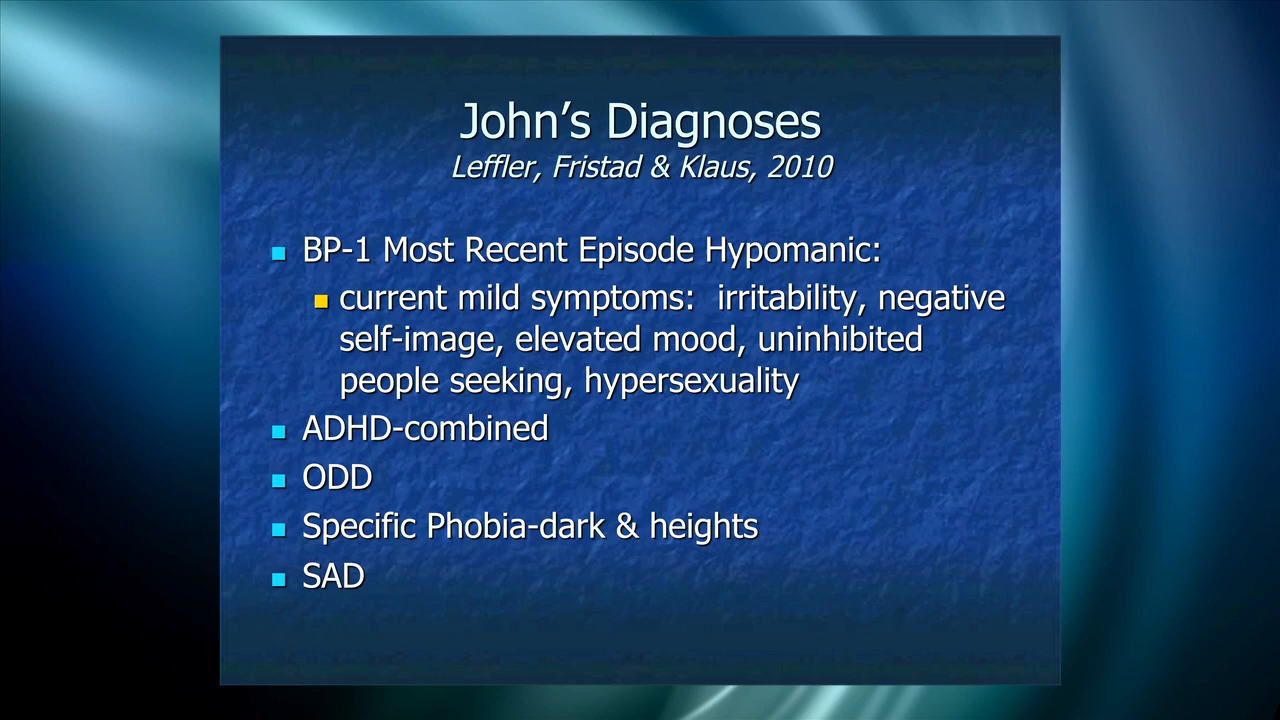 John’s Diagnoses
Leffler, Fristad & Klaus, 2010
BP-1 Most Recent Episode Hypomanic:
current mild symptoms:  irritability, negative
self-image, elevated mood, uninhibited
people seeking, hypersexuality
ADHD-combined
ODD
Specific Phobia-dark & heights
SAD